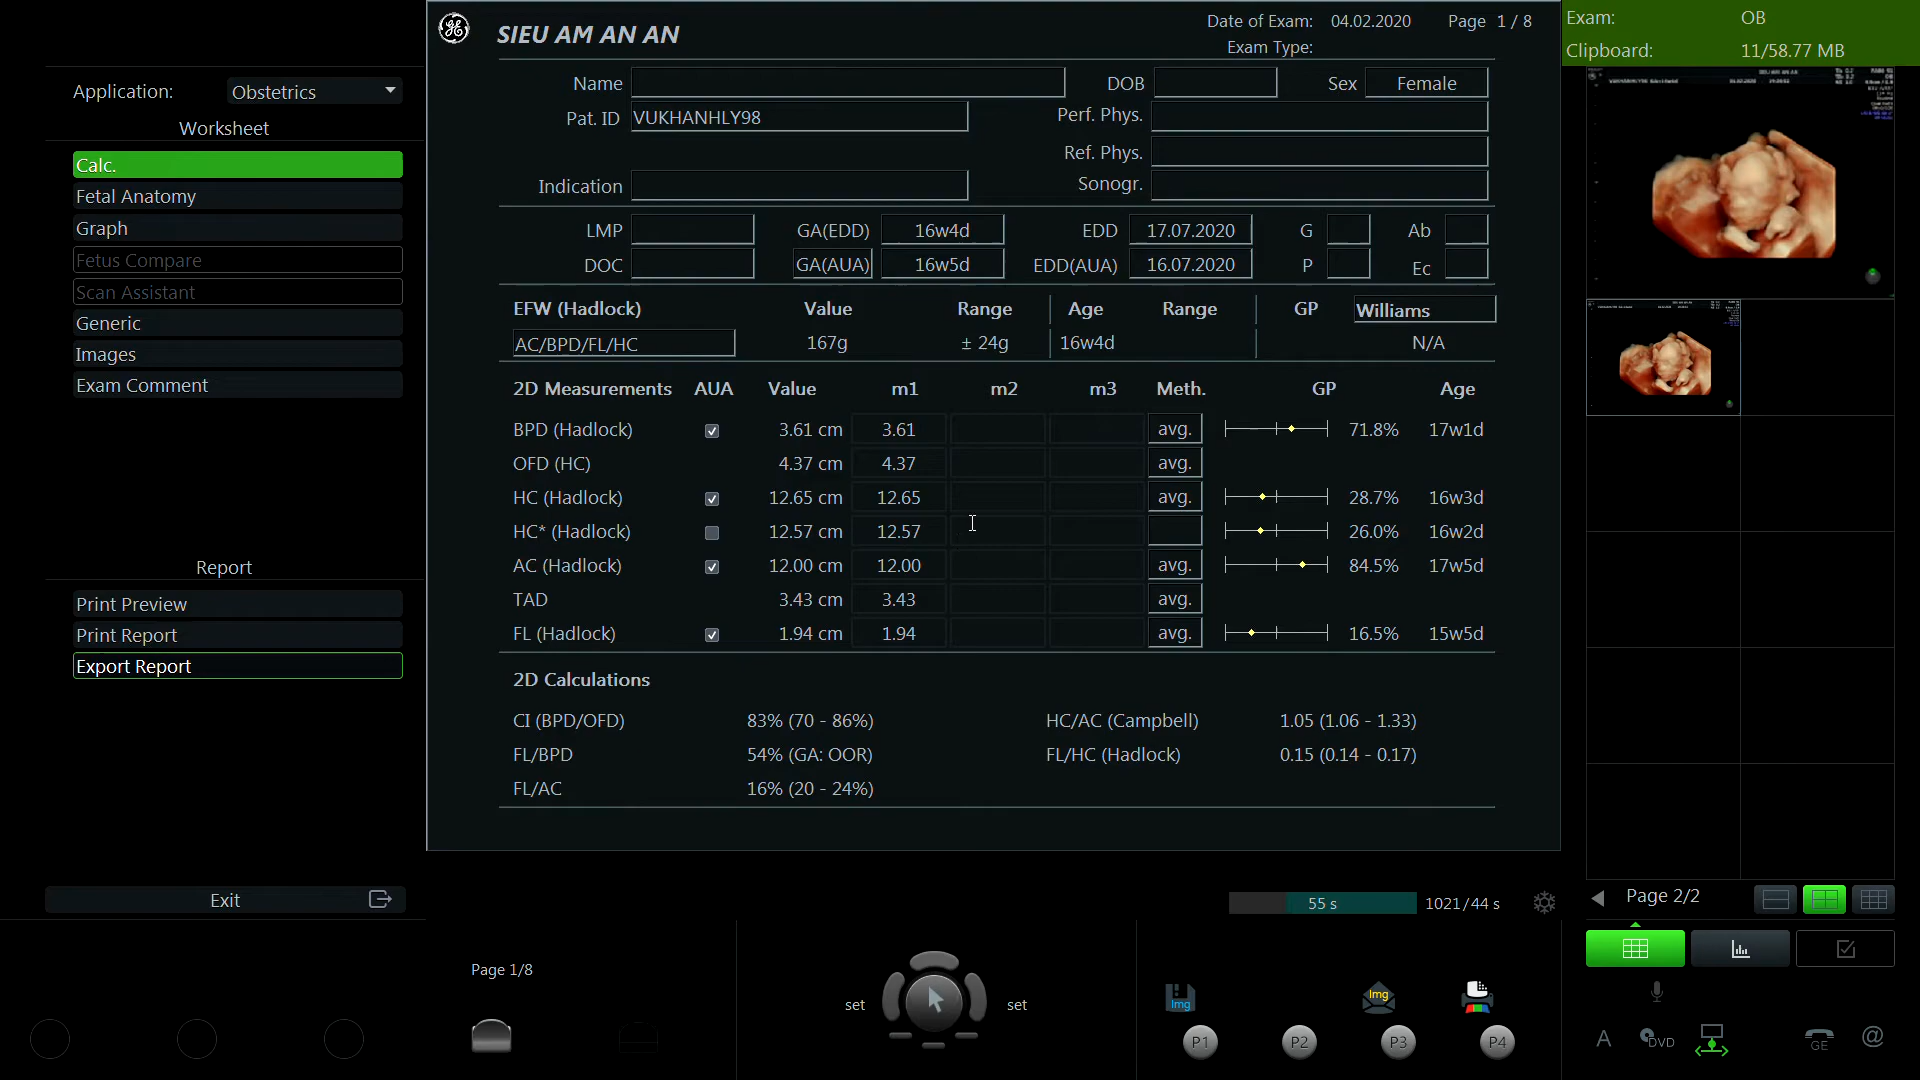 SIEU AM AN AN
Date of Exam: 04.02.2020 Page 1 / 8
Exam Type:
Exam: OB
Clipboard: 11/58.77 MB
Application: Obstetrics
Worksheet
Calc.
Fetal Anatomy
Graph
Fetus Compare
Scan Assistant
Generic
Images
Exam Comment
Report
Print Preview
Print Report
Export Report
Exit
Name DOB Sex Female
Pat. ID VUKHANHLY98 Perf. Phys.
Ref. Phys.
Indication Sonogr.
LMP GA(EDD) 16w4d EDD 17.07.2020 G Ab
DOC GA(AUA) 16w5d EDD(AUA) 16.07.2020 P Ec
EFW (Hadlock) Value Range Age Range GP Williams
AC/BPD/FL/HC 167g ± 24g 16w4d N/A
2D Measurements AUA Value m1 m2 m3 Meth. GP Age
BPD (Hadlock) 3.61 cm 3.61 avg. 71.8% 17w1d
OFD (HC) 4.37 cm 4.37 avg.
HC (Hadlock) 12.65 cm 12.65 avg. 28.7% 16w3d
HC* (Hadlock) 12.57 cm 12.57 26.0% 16w2d
AC (Hadlock) 12.00 cm 12.00 avg. 84.5% 17w5d
TAD 3.43 cm 3.43 avg.
FL (Hadlock) 1.94 cm 1.94 avg. 16.5% 15w5d
2D Calculations
CI (BPD/OFD) 83% (70 - 86%) HC/AC (Campbell) 1.05 (1.06 - 1.33)
FL/BPD 54% (GA: OOR) FL/HC (Hadlock) 0.15 (0.14 - 0.17)
FL/AC 16% (20 - 24%)
55 s 1021/44 s
Page 2/2
Page 1/8
set set
Img Img
P1 P2 P3 P4
A DVD GE @